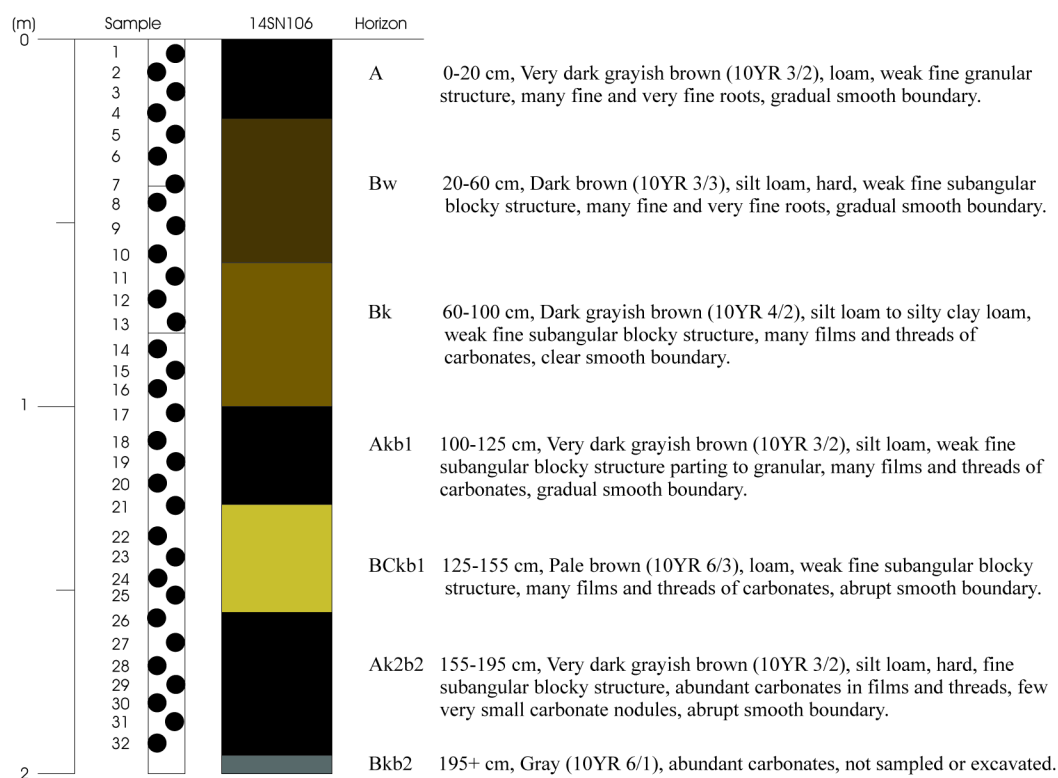 (m) Sample 14SN106 Horizon
0
1
2
3
4
5
6
7
8
9
10
11
12
13
14
15
16
1
17
18
19
20
21
22
23
24
25
26
27
28
29
30
31
32
2
A 0-20 cm, Very dark grayish brown (10YR 3/2), loam, weak fine granular
structure, many fine and very fine roots, gradual smooth boundary.
Bw 20-60 cm, Dark brown (10YR 3/3), silt loam, hard, weak fine subangular
blocky structure, many fine and very fine roots, gradual smooth boundary.
Bk 60-100 cm, Dark grayish brown (10YR 4/2), silt loam to silty clay loam,
weak fine subangular blocky structure, many films and threads of
carbonates, clear smooth boundary.
Akb1 100-125 cm, Very dark grayish brown (10YR 3/2), silt loam, weak fine
subangular blocky structure parting to granular, many films and threads of
carbonates, gradual smooth boundary.
BCkb1 125-155 cm, Pale brown (10YR 6/3), loam, weak fine subangular blocky
structure, many films and threads of carbonates, abrupt smooth boundary.
Ak2b2 155-195 cm, Very dark grayish brown (10YR 3/2), silt loam, hard, fine
subangular blocky structure, abundant carbonates in films and threads, few
very small carbonate nodules, abrupt smooth boundary.
Bkb2 195+ cm, Gray (10YR 6/1), abundant carbonates, not sampled or excavated.